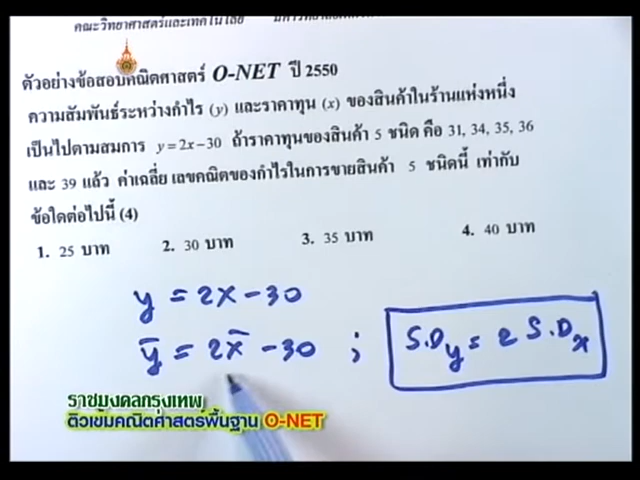 คณะวิทยาศาสตร์และเทคโนโลยี
ตัวอย่างข้อสอบคณิตศาสตร์ O-NET ปี 2550
ความสัมพันธ์ระหว่างกำไร (y) และราคาทุน (x) ของสินค้าในร้านแห่งหนึ่ง
เป็นไปตามสมการ y = 2x – 30 ถ้าราคาทุนของสินค้า 5 ชนิด คือ 31, 34, 35, 36
และ 39 แล้ว ค่าเฉลี่ย เลขคณิตของกำไรในการขายสินค้า 5 ชนิดนี้ เท่ากับ
ข้อใดต่อไปนี้ (4)
1. 25 บาท 2. 30 บาท 3. 35 บาท 4. 40 บาท
y = 2x - 30
ȳ = 2x̄ - 30 ; S.Dy = 2 S.Dx
ราชมงคลกรุงเทพ
ติวเข้มคณิตศาสตร์พื้นฐาน O-NET